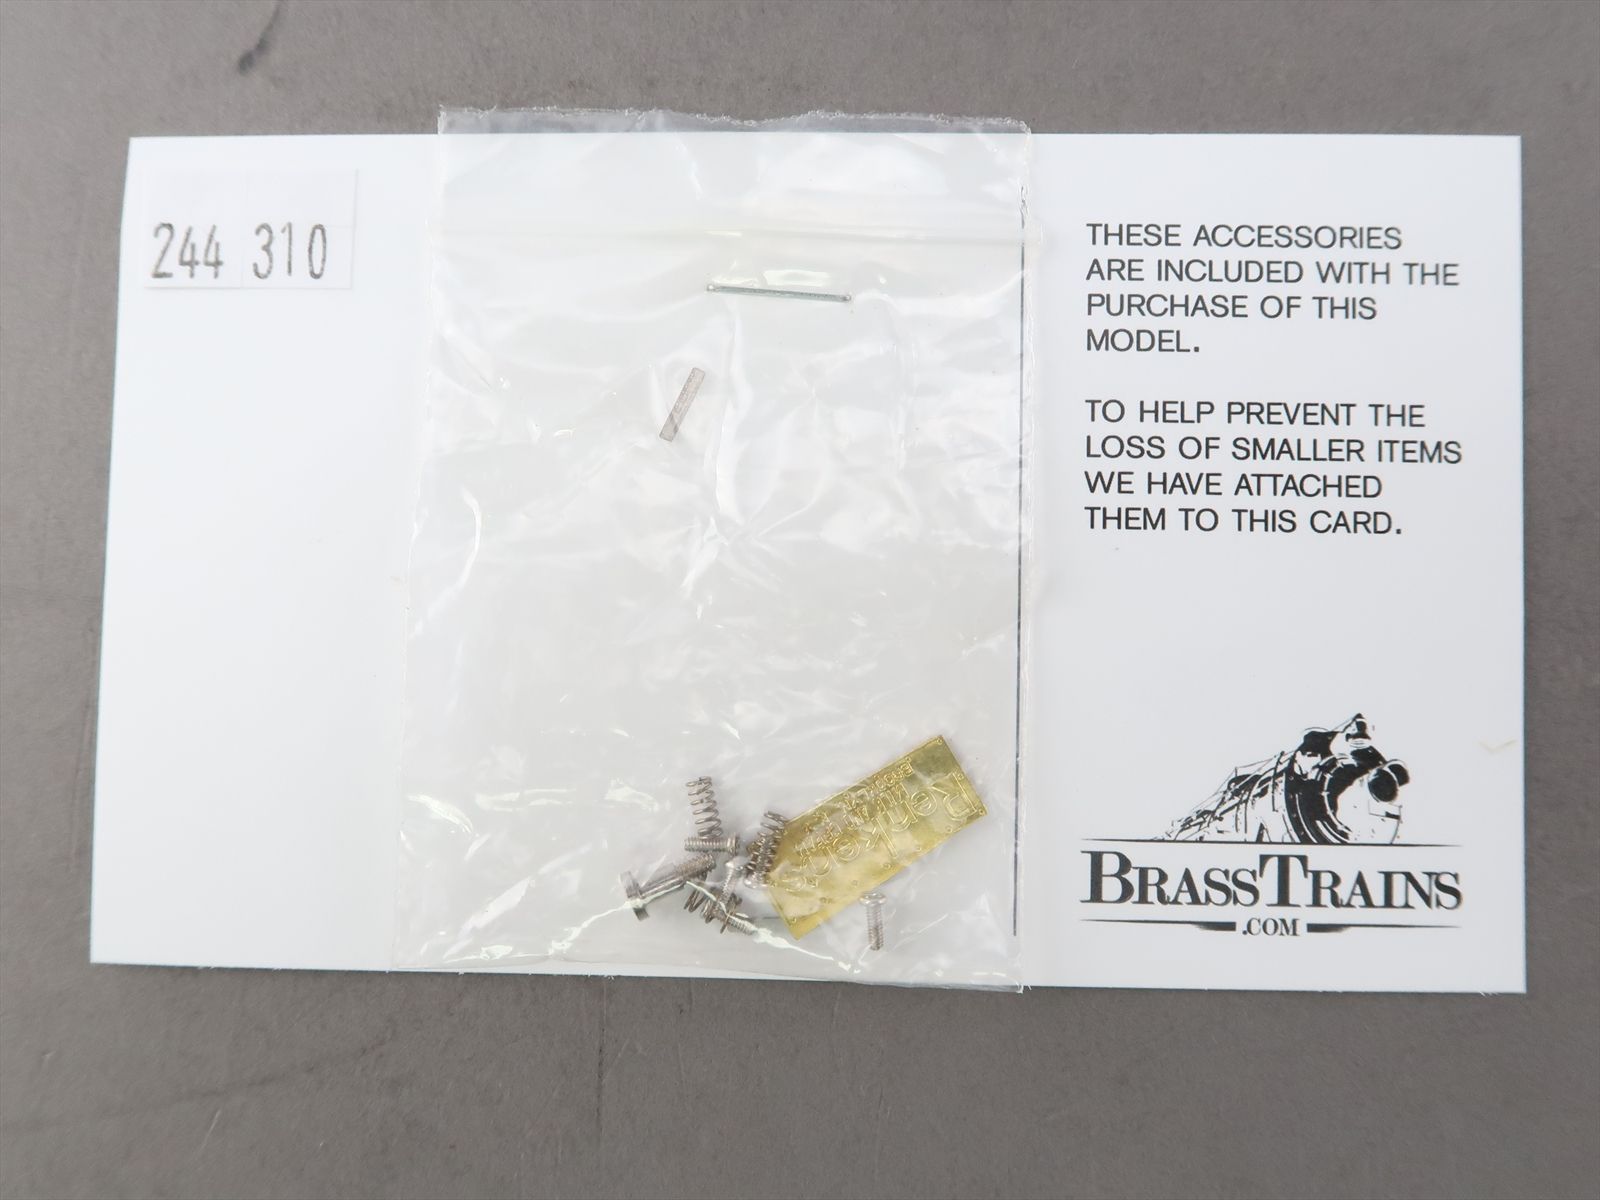 244 310
THESE ACCESSORIES
ARE INCLUDED WITH THE
PURCHASE OF THIS
MODEL.
TO HELP PREVENT THE
LOSS OF SMALLER ITEMS
WE HAVE ATTACHED
THEM TO THIS CARD.
BRASSTRAINS
.COM